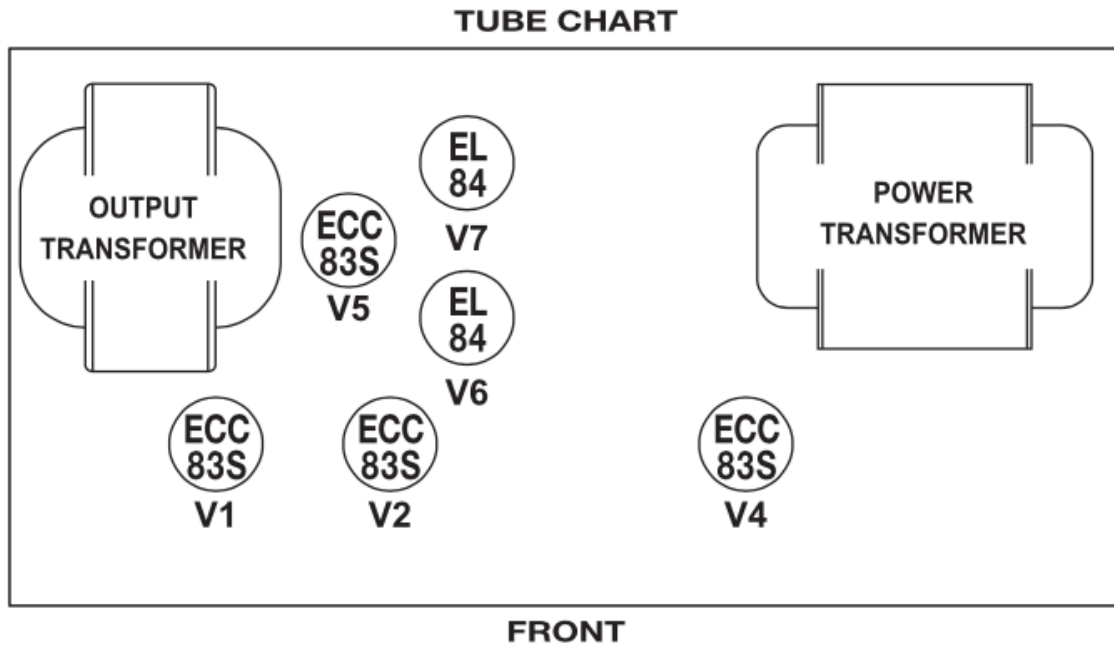 TUBE CHART
OUTPUT
TRANSFORMER
ECC
83S
V5
EL
84
V7
EL
84
V6
POWER
TRANSFORMER
ECC
83S
V1
ECC
83S
V2
ECC
83S
V4
FRONT